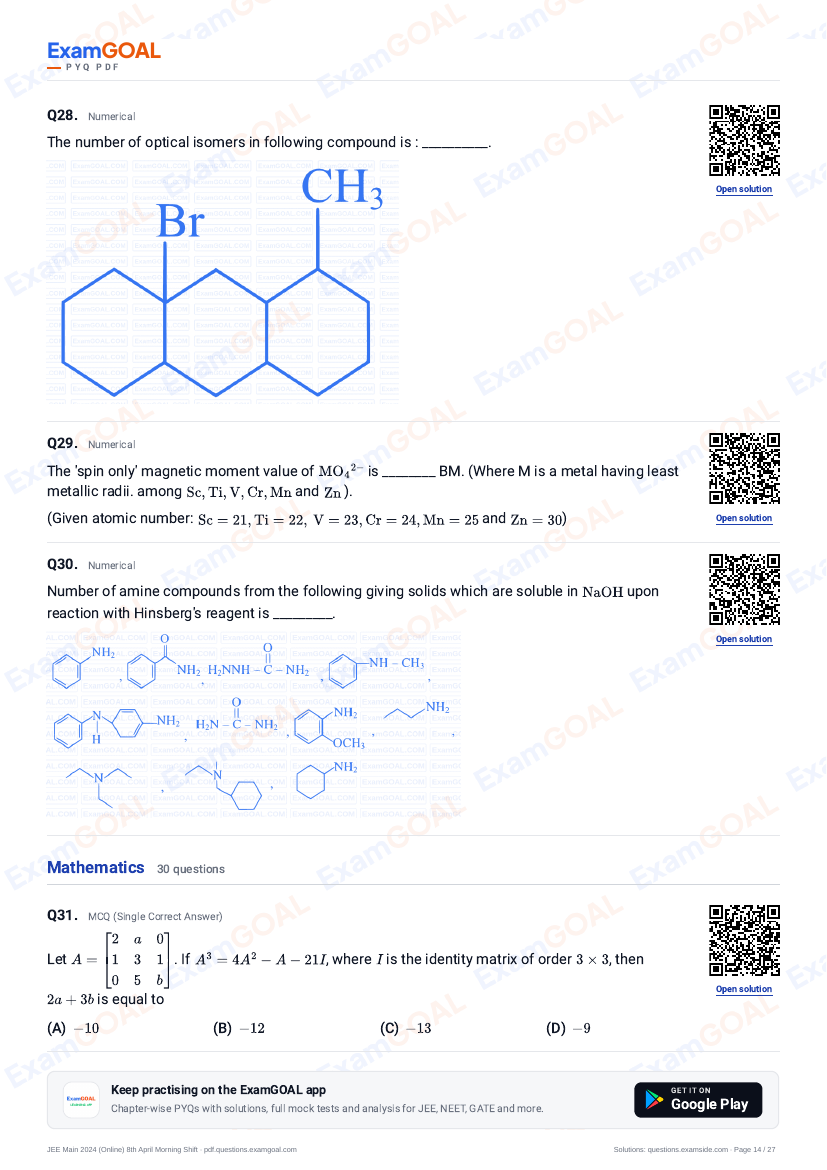 ExamGOAL
PYQ PDF
Q28. Numerical
The number of optical isomers in following compound is : __________.
Open solution
Br
CH₃
Q29. Numerical
The 'spin only' magnetic moment value of MO₄²⁻ is ________ BM. (Where M is a metal having least
metallic radii. among Sc, Ti, V, Cr, Mn and Zn ).
(Given atomic number: Sc = 21, Ti = 22, V = 23, Cr = 24, Mn = 25 and Zn = 30)
Open solution
Q30. Numerical
Number of amine compounds from the following giving solids which are soluble in NaOH upon
reaction with Hinsberg's reagent is _________.
Open solution
NH₂ , O NH₂ , H₂NNH – C – NH₂ O , NH – CH₃ ,
N H NH₂ , H₂N – C – NH₂ O , NH₂ OCH₃ , NH₂ ,
N , N , NH₂
Mathematics 30 questions
Q31. MCQ (Single Correct Answer)
Let A = [2 a 0; 1 3 1; 0 5 b]. If A³ = 4A² − A − 21I, where I is the identity matrix of order 3 × 3, then
2a + 3b is equal to
Open solution
(A) −10 (B) −12 (C) −13 (D) −9
Keep practising on the ExamGOAL app
Chapter-wise PYQs with solutions, full mock tests and analysis for JEE, NEET, GATE and more.
GET IT ON
Google Play
JEE Main 2024 (Online) 8th April Morning Shift · pdf.questions.examgoal.com
Solutions: questions.examside.com · Page 14 / 27